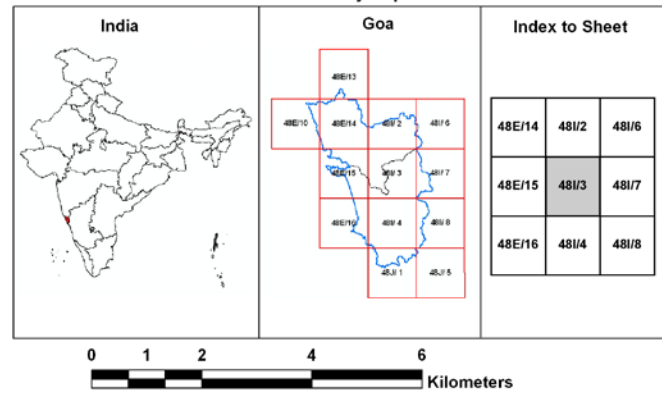 India
Goa
Index to Sheet
48E/13
48E/10
48E/14
48I/ 2
48I/ 6
48E/15
48I/ 3
48I/ 7
48E/16
48I/ 4
48I/ 8
48J/ 1
48J/ 5
48E/14 48I/2 48I/6
48E/15 48I/3 48I/7
48E/16 48I/4 48I/8
0 1 2 4 6
Kilometers